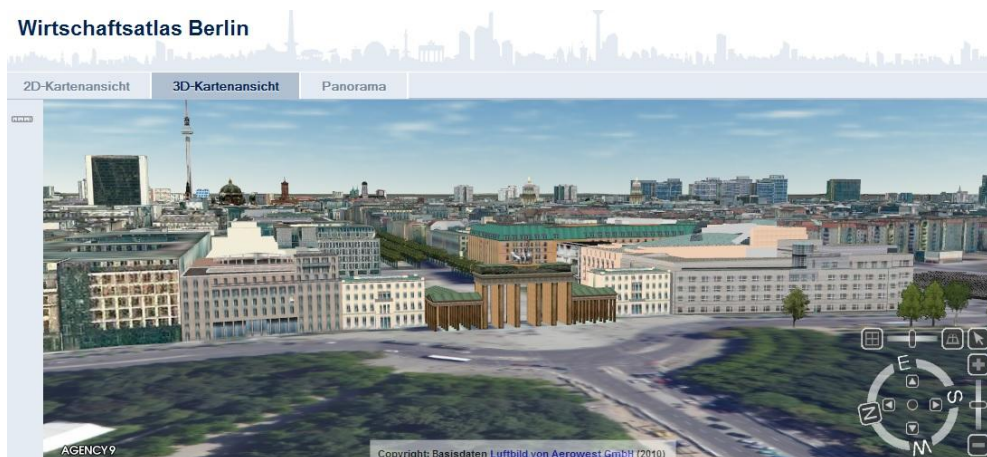 Wirtschaftsatlas Berlin
2D-Kartenansicht 3D-Kartenansicht Panorama
E
N S
W
AGENCY9
Copyright: Basisdaten Luftbild von Aerowest GmbH (2010)